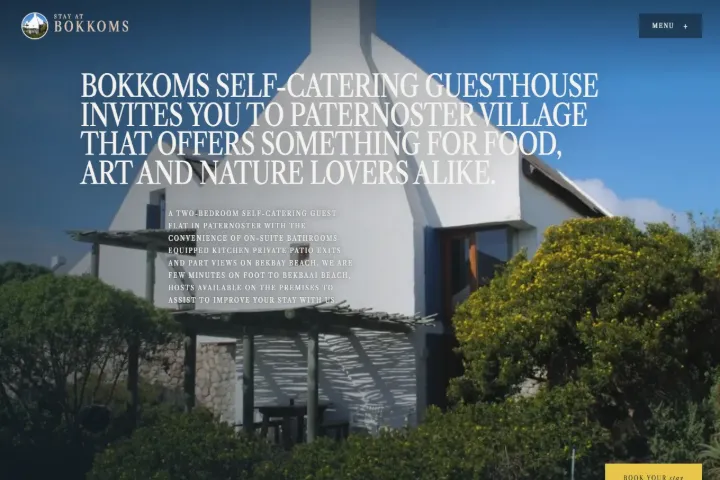 STAY AT
BOKKOMS
MENU +
BOKKOMS SELF-CATERING GUESTHOUSE
INVITES YOU TO PATERNOSTER VILLAGE
THAT OFFERS SOMETHING FOR FOOD,
ART AND NATURE LOVERS ALIKE.
A TWO-BEDROOM SELF-CATERING GUEST
FLAT IN PATERNOSTER WITH THE
CONVENIENCE OF ON-SUITE BATHROOMS
EQUIPPED KITCHEN PRIVATE PATIO EXITS
AND PART VIEWS ON BEKBAY BEACH. WE ARE
FEW MINUTES ON FOOT TO BEKBAAI BEACH,
HOSTS AVAILABLE ON THE PREMISES TO
ASSIST TO IMPROVE YOUR STAY WITH US
BOOK YOUR stay